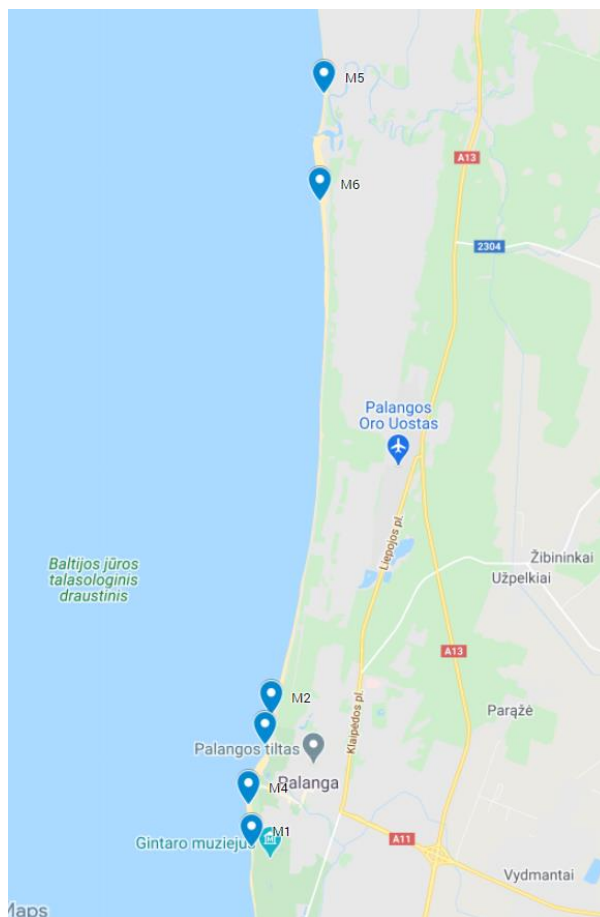 M5
A13
M6
2304
Palangos
Oro Uostas
Liepojos pl.
Baltijos jūros
talasologinis
draustinis
Žibininkai
Užpelkiai
A13
M2
Klaipėdos pl.
Parąžė
Palangos tiltas
Palanga
M4
M1
Gintaro muziejus
A11
Vydmantai
Maps